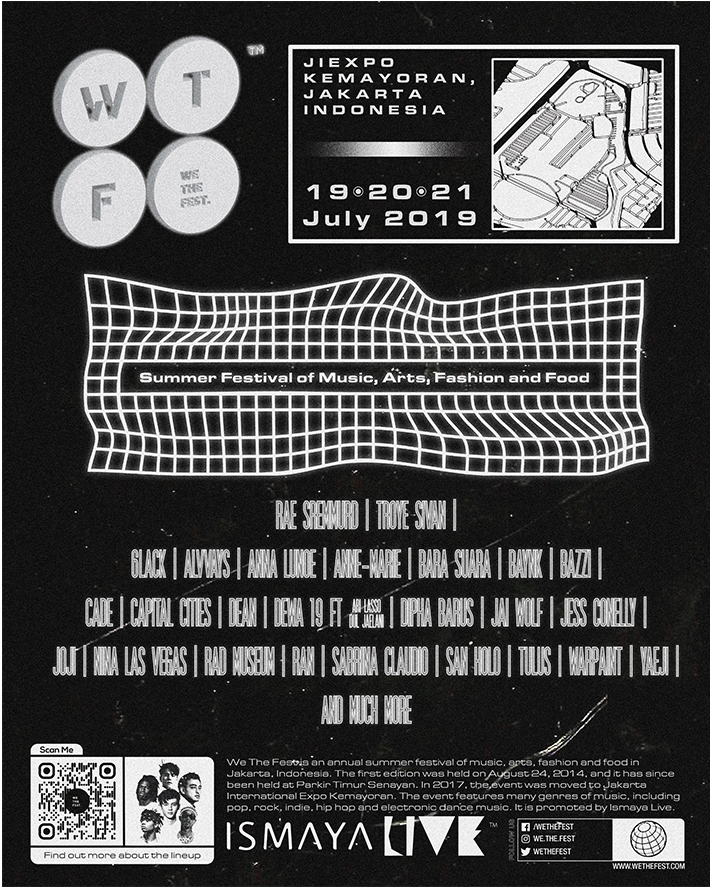 W T ™
F WE
THE
FEST.
JIEXPO
KEMAYORAN,
JAKARTA
INDONESIA
19•20•21
July 2019
Summer Festival of Music, Arts, Fashion and Food
RAE SREMMURD | TROYE SIVAN |
6LACK | ALVVAYS | ANNA LUNOE | ANNE-MARIE | BARA SUARA | BAYNK | BAZZI |
CADE | CAPITAL CITIES | DEAN | DEWA 19 FT ARI LASSO DUL JAELANI | DIPHA BARUS | JAI WOLF | JESS CONELLY |
JOJI | NINA LAS VEGAS | RAD MUSEUM | RAN | SABRINA CLAUDIO | SAN HOLO | TULUS | WARPAINT | YAEJI |
AND MUCH MORE
Scan Me
WE
THE
FEST
Find out more about the lineup
We The Fest is an annual summer festival of music, arts, fashion and food in
Jakarta, Indonesia. The first edition was held on August 24, 2014, and it has since
been held at Parkir Timur Senayan. In 2017, the event was moved to Jakarta
International Expo Kemayoran. The event features many genres of music, including
pop, rock, indie, hip hop and electronic dance music. It is promoted by Ismaya Live.
ISMAYA LIVE ™
FOLLOW US
/WETHEFEST
WE.THE.FEST
WETHEFEST
WWW.WETHEFEST.COM